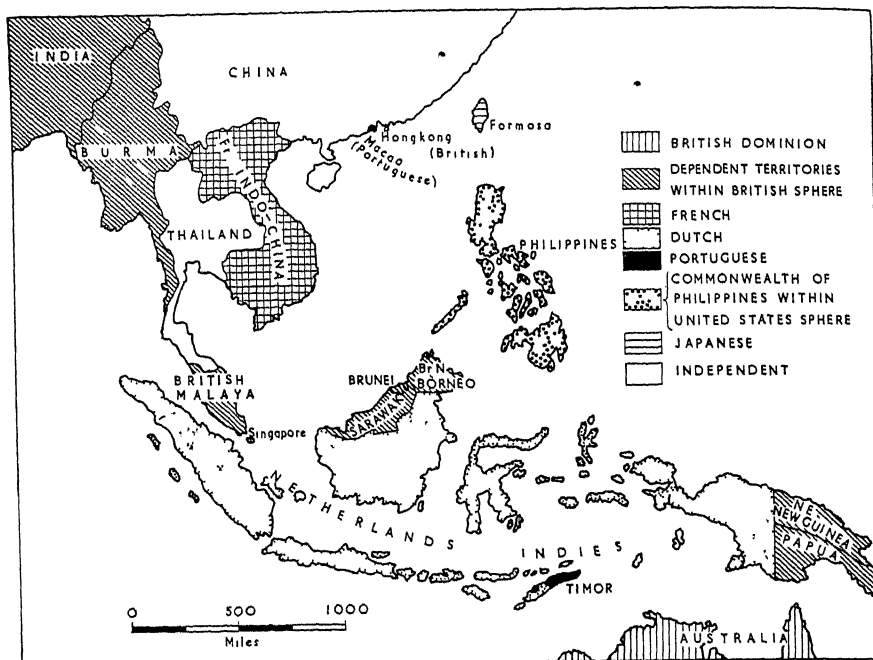 INDIA
CHINA
BURMA
FR. INDO-CHINA
THAILAND
Hongkong
(British)
Macao
(Portuguese)
Formosa
PHILIPPINES
BRITISH
MALAYA
Singapore
BRUNEI
Br N.
BORNEO
SARAWAK
NETHERLANDS
INDIES
TIMOR
N.E.
NEW GUINEA
PAPUA
AUSTRALIA
BRITISH DOMINION
DEPENDENT TERRITORIES
WITHIN BRITISH SPHERE
FRENCH
DUTCH
PORTUGUESE
COMMONWEALTH OF
PHILIPPINES WITHIN
UNITED STATES SPHERE
JAPANESE
INDEPENDENT
0 500 1000
Miles